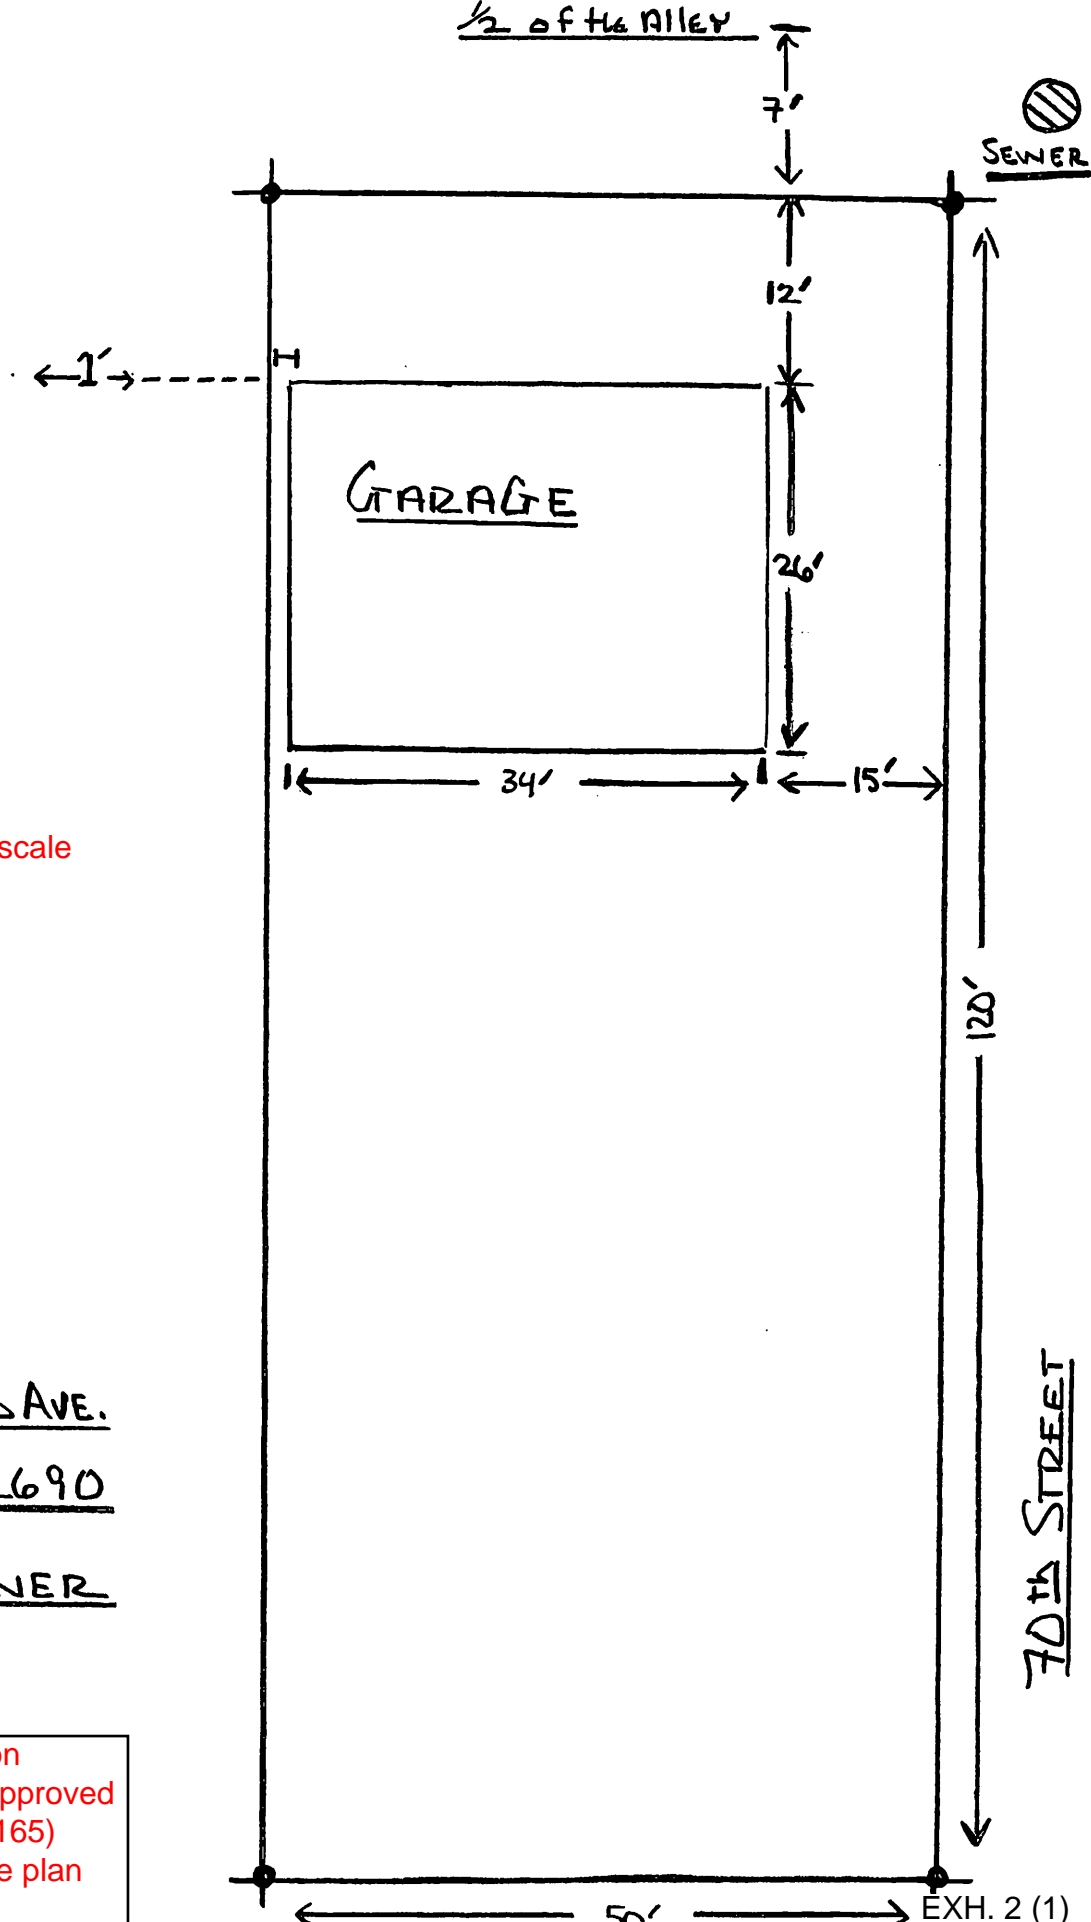 1/2 of the Alley
7'
SEWER
12'
1'
GARAGE
26'
34'
15'
scale
120'
AVE.
690
NER
70th STREET
on
pproved
165)
e plan
50'
EXH. 2 (1)